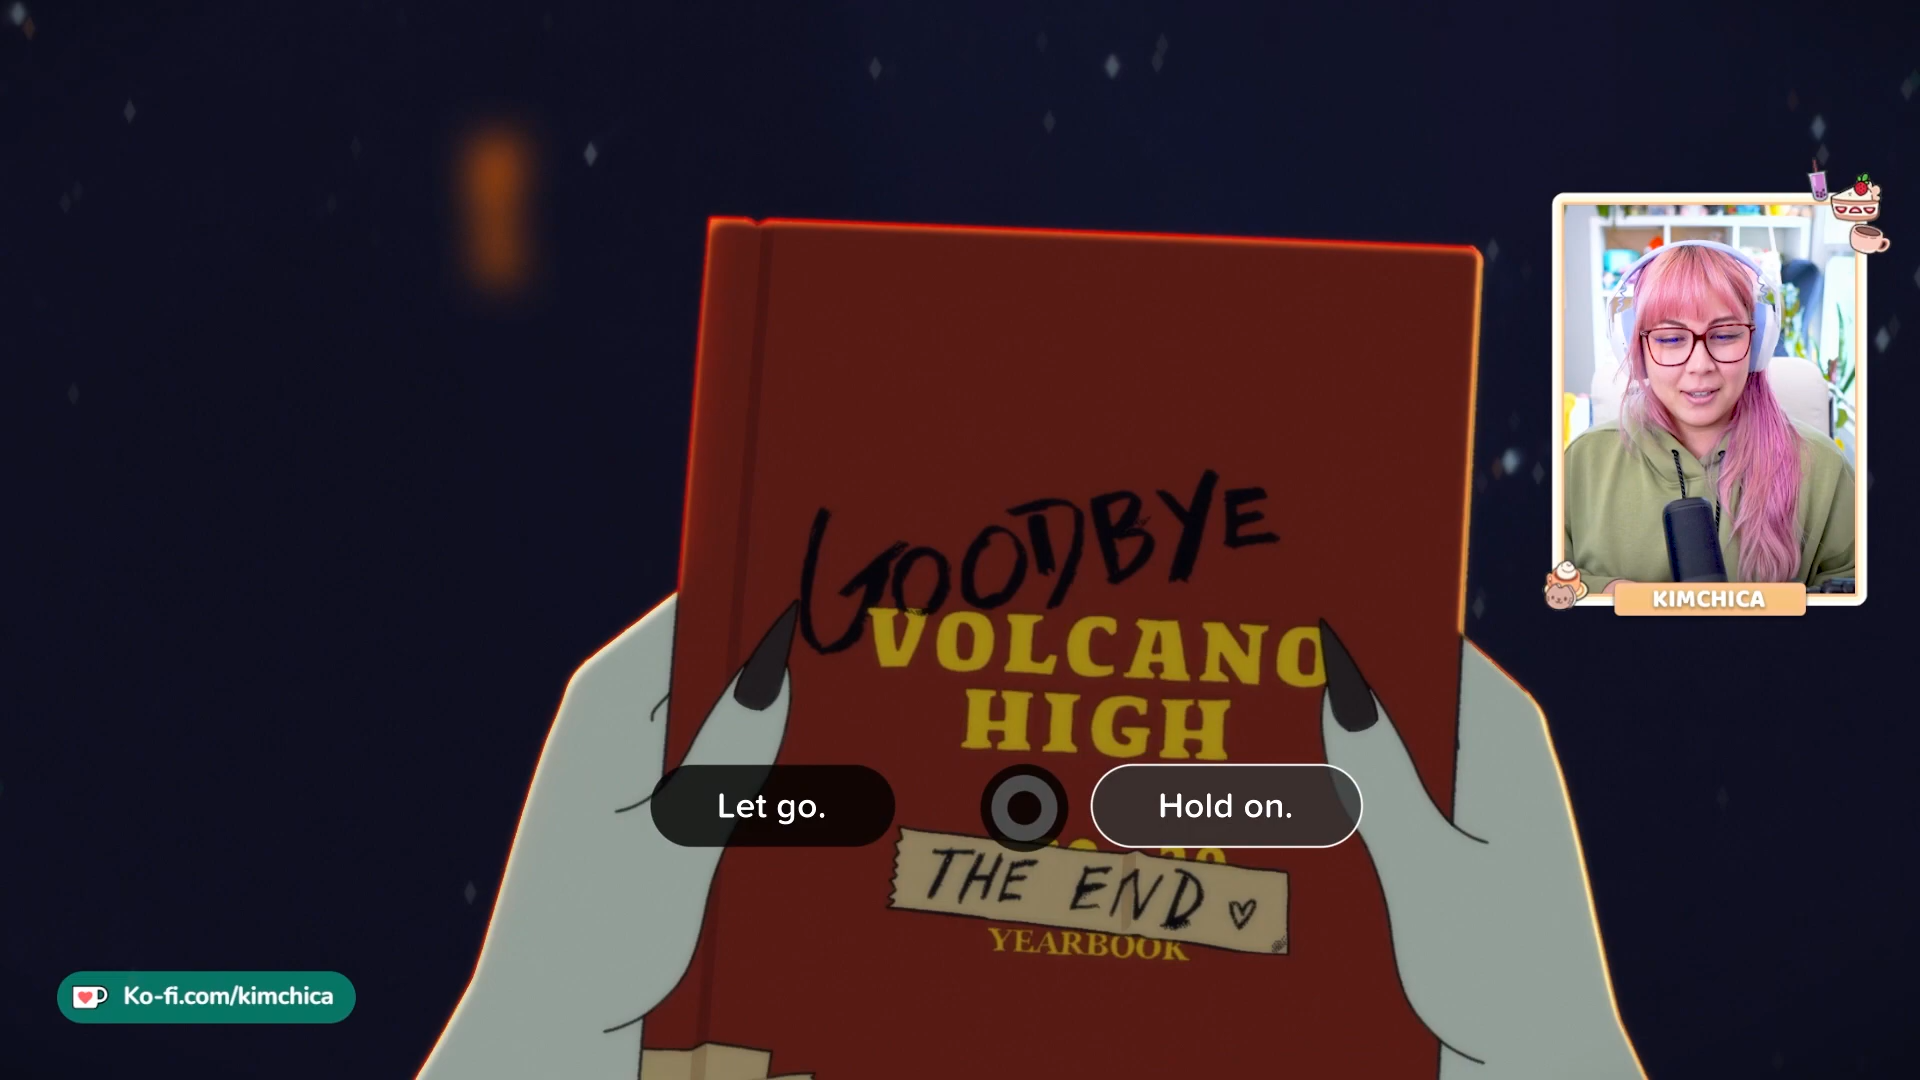 GOODBYE
VOLCANO
HIGH
Let go.
Hold on.
THE END
YEARBOOK
KIMCHICA
Ko-fi.com/kimchica